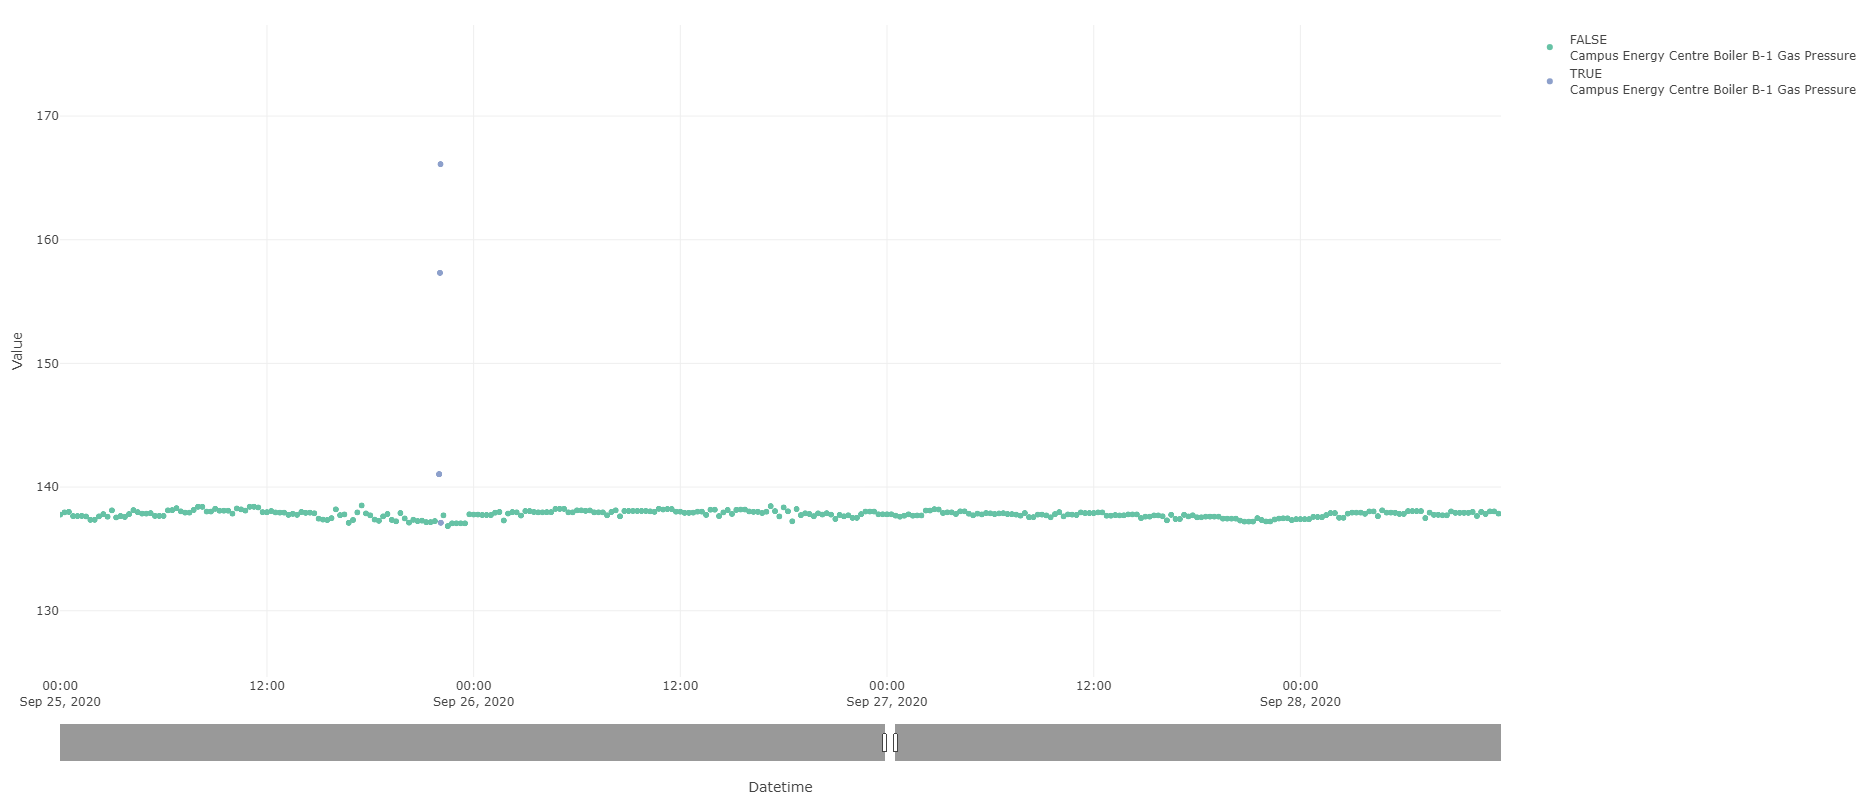 FALSE
Campus Energy Centre Boiler B-1 Gas Pressure
TRUE
Campus Energy Centre Boiler B-1 Gas Pressure
170
160
150
140
130
Value
00:00 12:00 00:00 12:00 00:00 12:00 00:00
Sep 25, 2020 Sep 26, 2020 Sep 27, 2020 Sep 28, 2020
Datetime